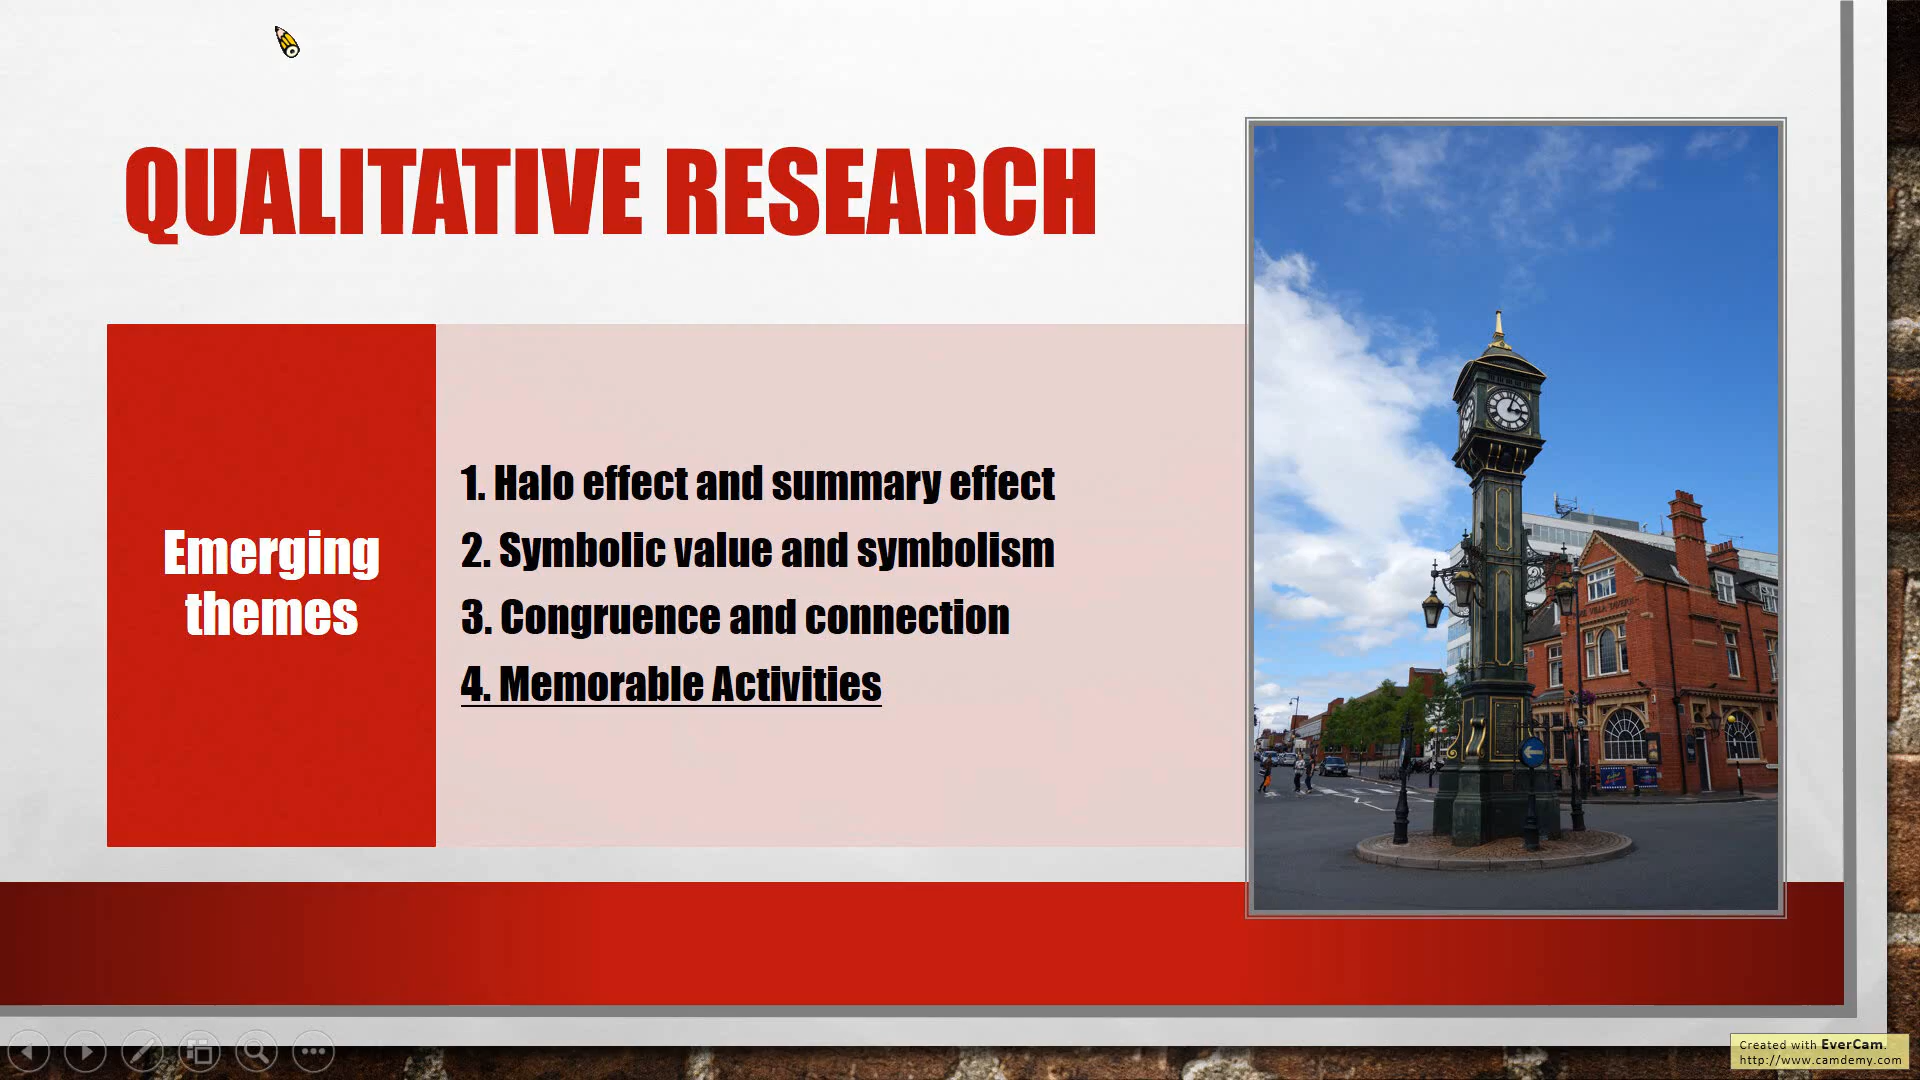 QUALITATIVE RESEARCH
Emerging
themes
1. Halo effect and summary effect
2. Symbolic value and symbolism
3. Congruence and connection
4. Memorable Activities
Created with EverCam.
http://www.camdemy.com